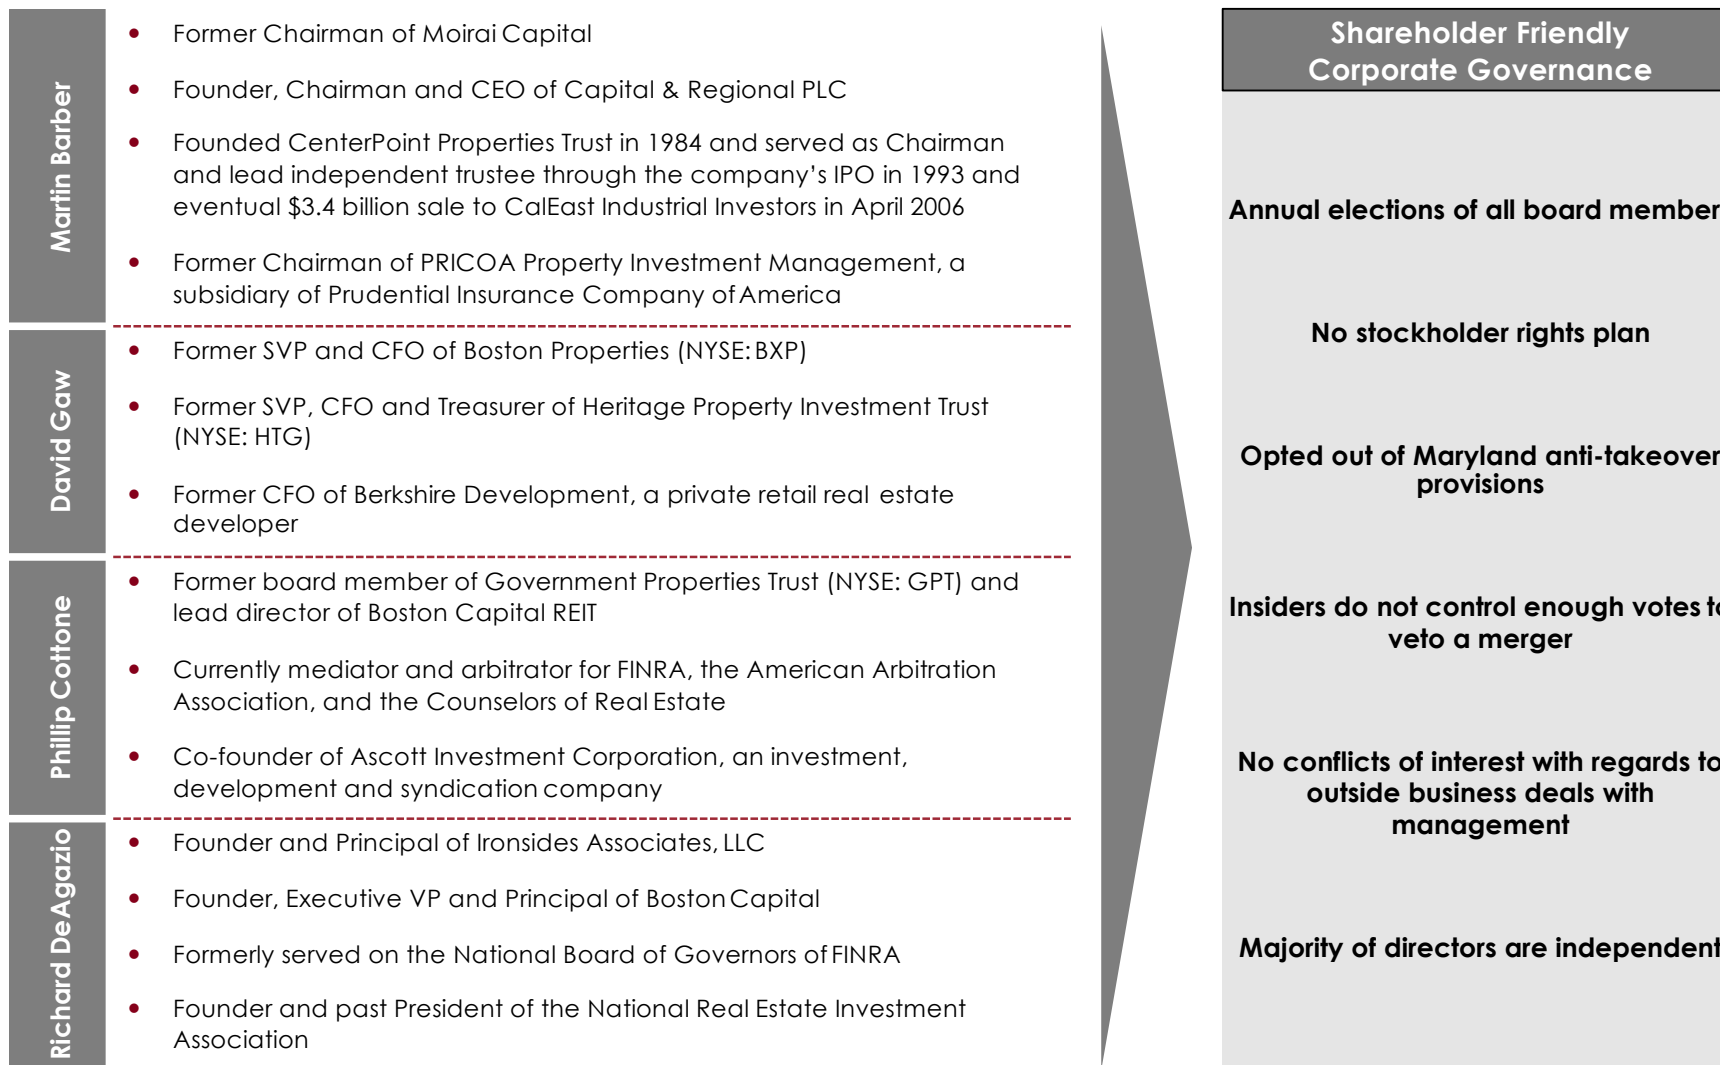 Martin Barber
Former Chairman of Moirai Capital
Founder, Chairman and CEO of Capital & Regional PLC
Founded CenterPoint Properties Trust in 1984 and served as Chairman
and lead independent trustee through the company’s IPO in 1993 and
eventual $3.4 billion sale to CalEast Industrial Investors in April 2006
Former Chairman of PRICOA Property Investment Management, a
subsidiary of Prudential Insurance Company of America
David Gaw
Former SVP and CFO of Boston Properties (NYSE: BXP)
Former SVP, CFO and Treasurer of Heritage Property Investment Trust
(NYSE: HTG)
Former CFO of Berkshire Development, a private retail real estate
developer
Phillip Cottone
Former board member of Government Properties Trust (NYSE: GPT) and
lead director of Boston Capital REIT
Currently mediator and arbitrator for FINRA, the American Arbitration
Association, and the Counselors of Real Estate
Co-founder of Ascott Investment Corporation, an investment,
development and syndication company
Richard DeAgazio
Founder and Principal of Ironsides Associates, LLC
Founder, Executive VP and Principal of Boston Capital
Formerly served on the National Board of Governors of FINRA
Founder and past President of the National Real Estate Investment
Association
Shareholder Friendly
Corporate Governance
Annual elections of all board member
No stockholder rights plan
Opted out of Maryland anti-takeover
provisions
Insiders do not control enough votes to
veto a merger
No conflicts of interest with regards to
outside business deals with
management
Majority of directors are independent